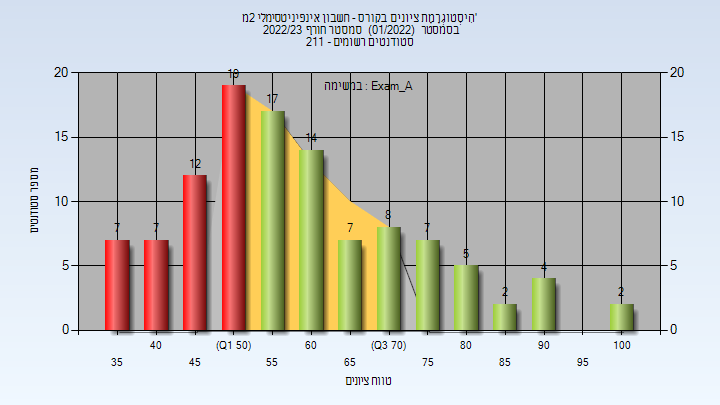 היסטוגרמת ציונים בקורס - חשבון אינפיניטסימלי 2מ'
בסמסטר (01/2022) סמסטר חורף 2022/23
סטודנטים רשומים - 211
במשימה : Exam_A
מספר סטודנטים
20 15 10 5 0
20 15 10 5 0
7 7 12 19 17 14 7 8 7 5 2 4 2
40 (Q1 50) 60 (Q3 70) 80 90 100
35 45 55 65 75 85 95
טווח ציונים